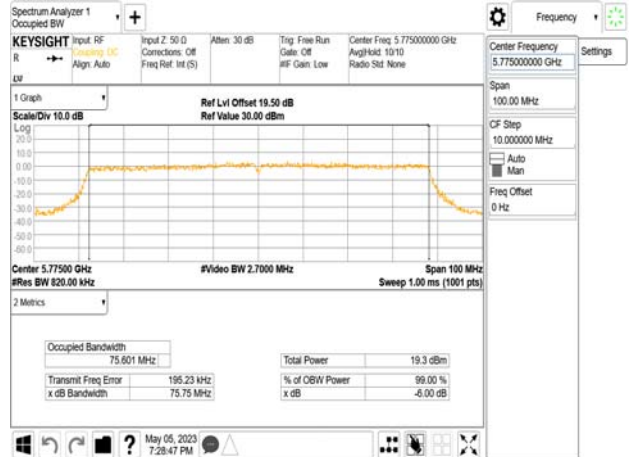 Spectrum Analyzer 1
Occupied BW
Frequency
KEYSIGHT
R
Input: RF
Coupling: DC
Align: Auto
Input Z: 50 Ω
Corrections: Off
Freq Ref: Int (S)
Atten: 30 dB
Trig: Free Run
Gate: Off
#IF Gain: Low
Center Freq: 5.775000000 GHz
Avg|Hold: 10/10
Radio Std: None
Center Frequency
5.775000000 GHz
Settings
Span
100.00 MHz
CF Step
10.000000 MHz
Auto
Man
Freq Offset
0 Hz
1 Graph
Scale/Div 10.0 dB
Ref Lvl Offset 19.50 dB
Ref Value 30.00 dBm
Log
20.0
10.0
0.00
-10.0
-20.0
-30.0
-40.0
-50.0
-60.0
Center 5.77500 GHz
#Res BW 820.00 kHz
#Video BW 2.7000 MHz
Span 100 MHz
Sweep 1.00 ms (1001 pts)
2 Metrics
Occupied Bandwidth
75.601 MHz
Transmit Freq Error 195.23 kHz
x dB Bandwidth 75.75 MHz
Total Power 19.3 dBm
% of OBW Power 99.00 %
x dB -6.00 dB
?
May 05, 2023
7:28:47 PM